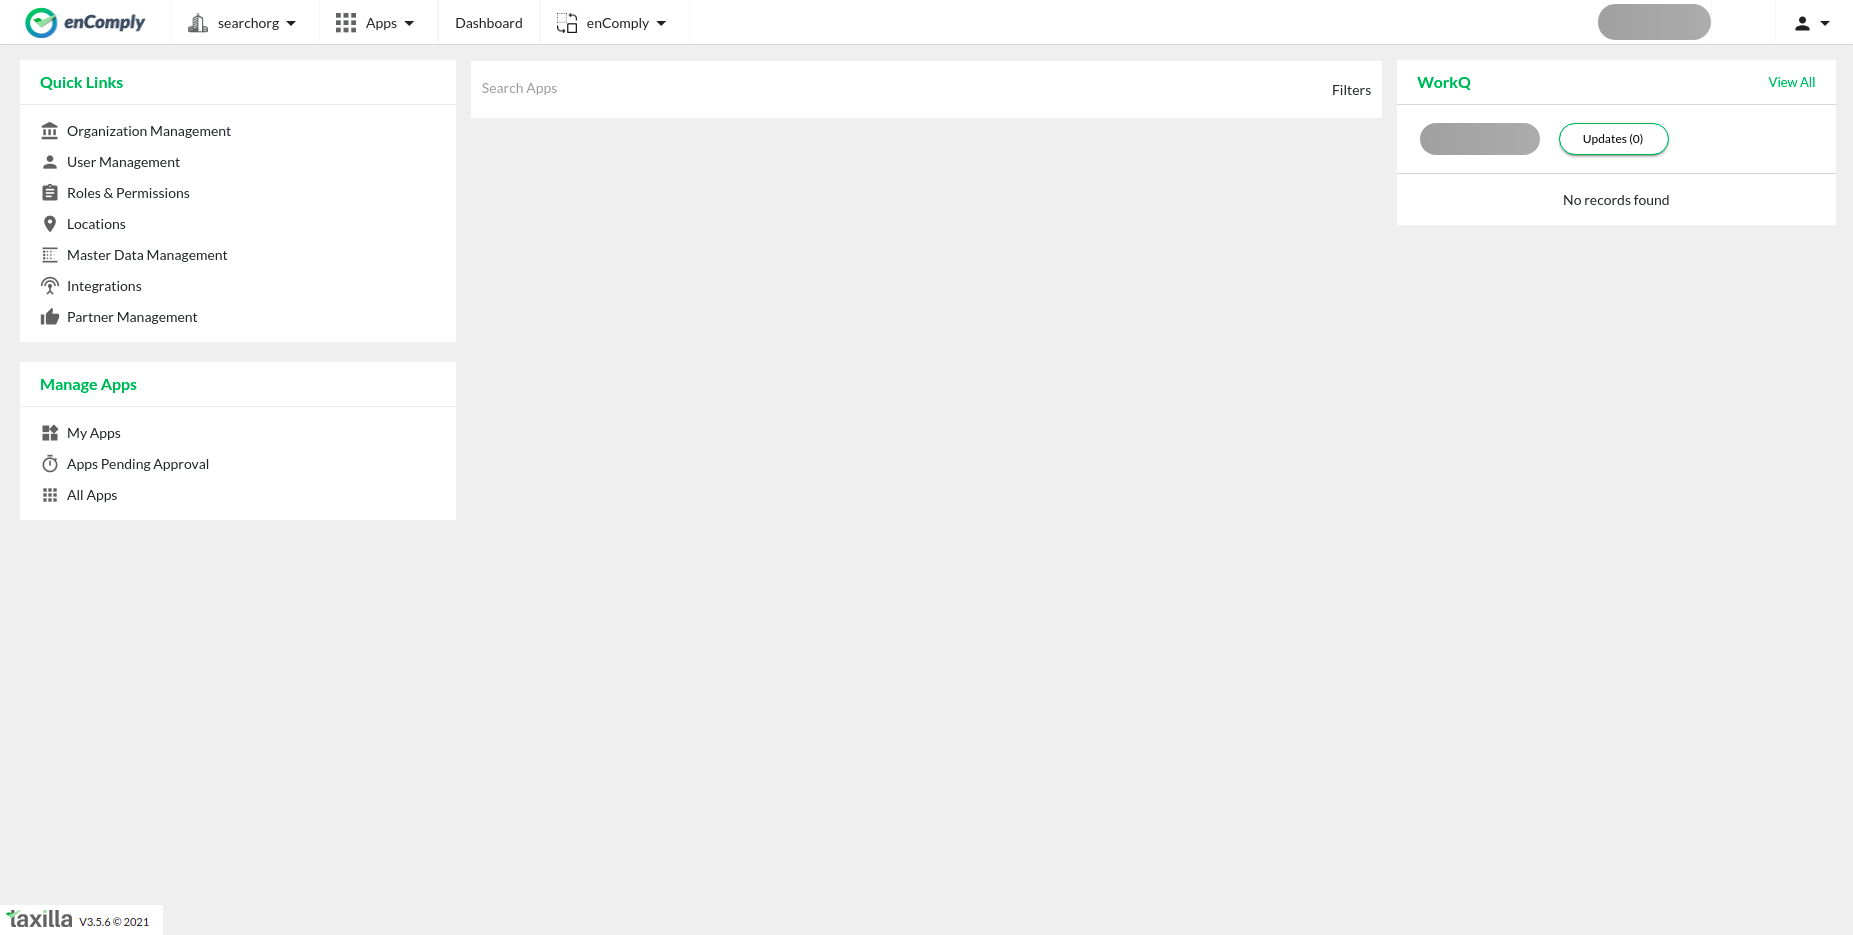 enComply
searchorg
Apps
Dashboard
enComply
Quick Links
Organization Management
User Management
Roles & Permissions
Locations
Master Data Management
Integrations
Partner Management
Manage Apps
My Apps
Apps Pending Approval
All Apps
Search Apps
Filters
WorkQ
View All
Updates (0)
No records found
taxilla V3.5.6 © 2021